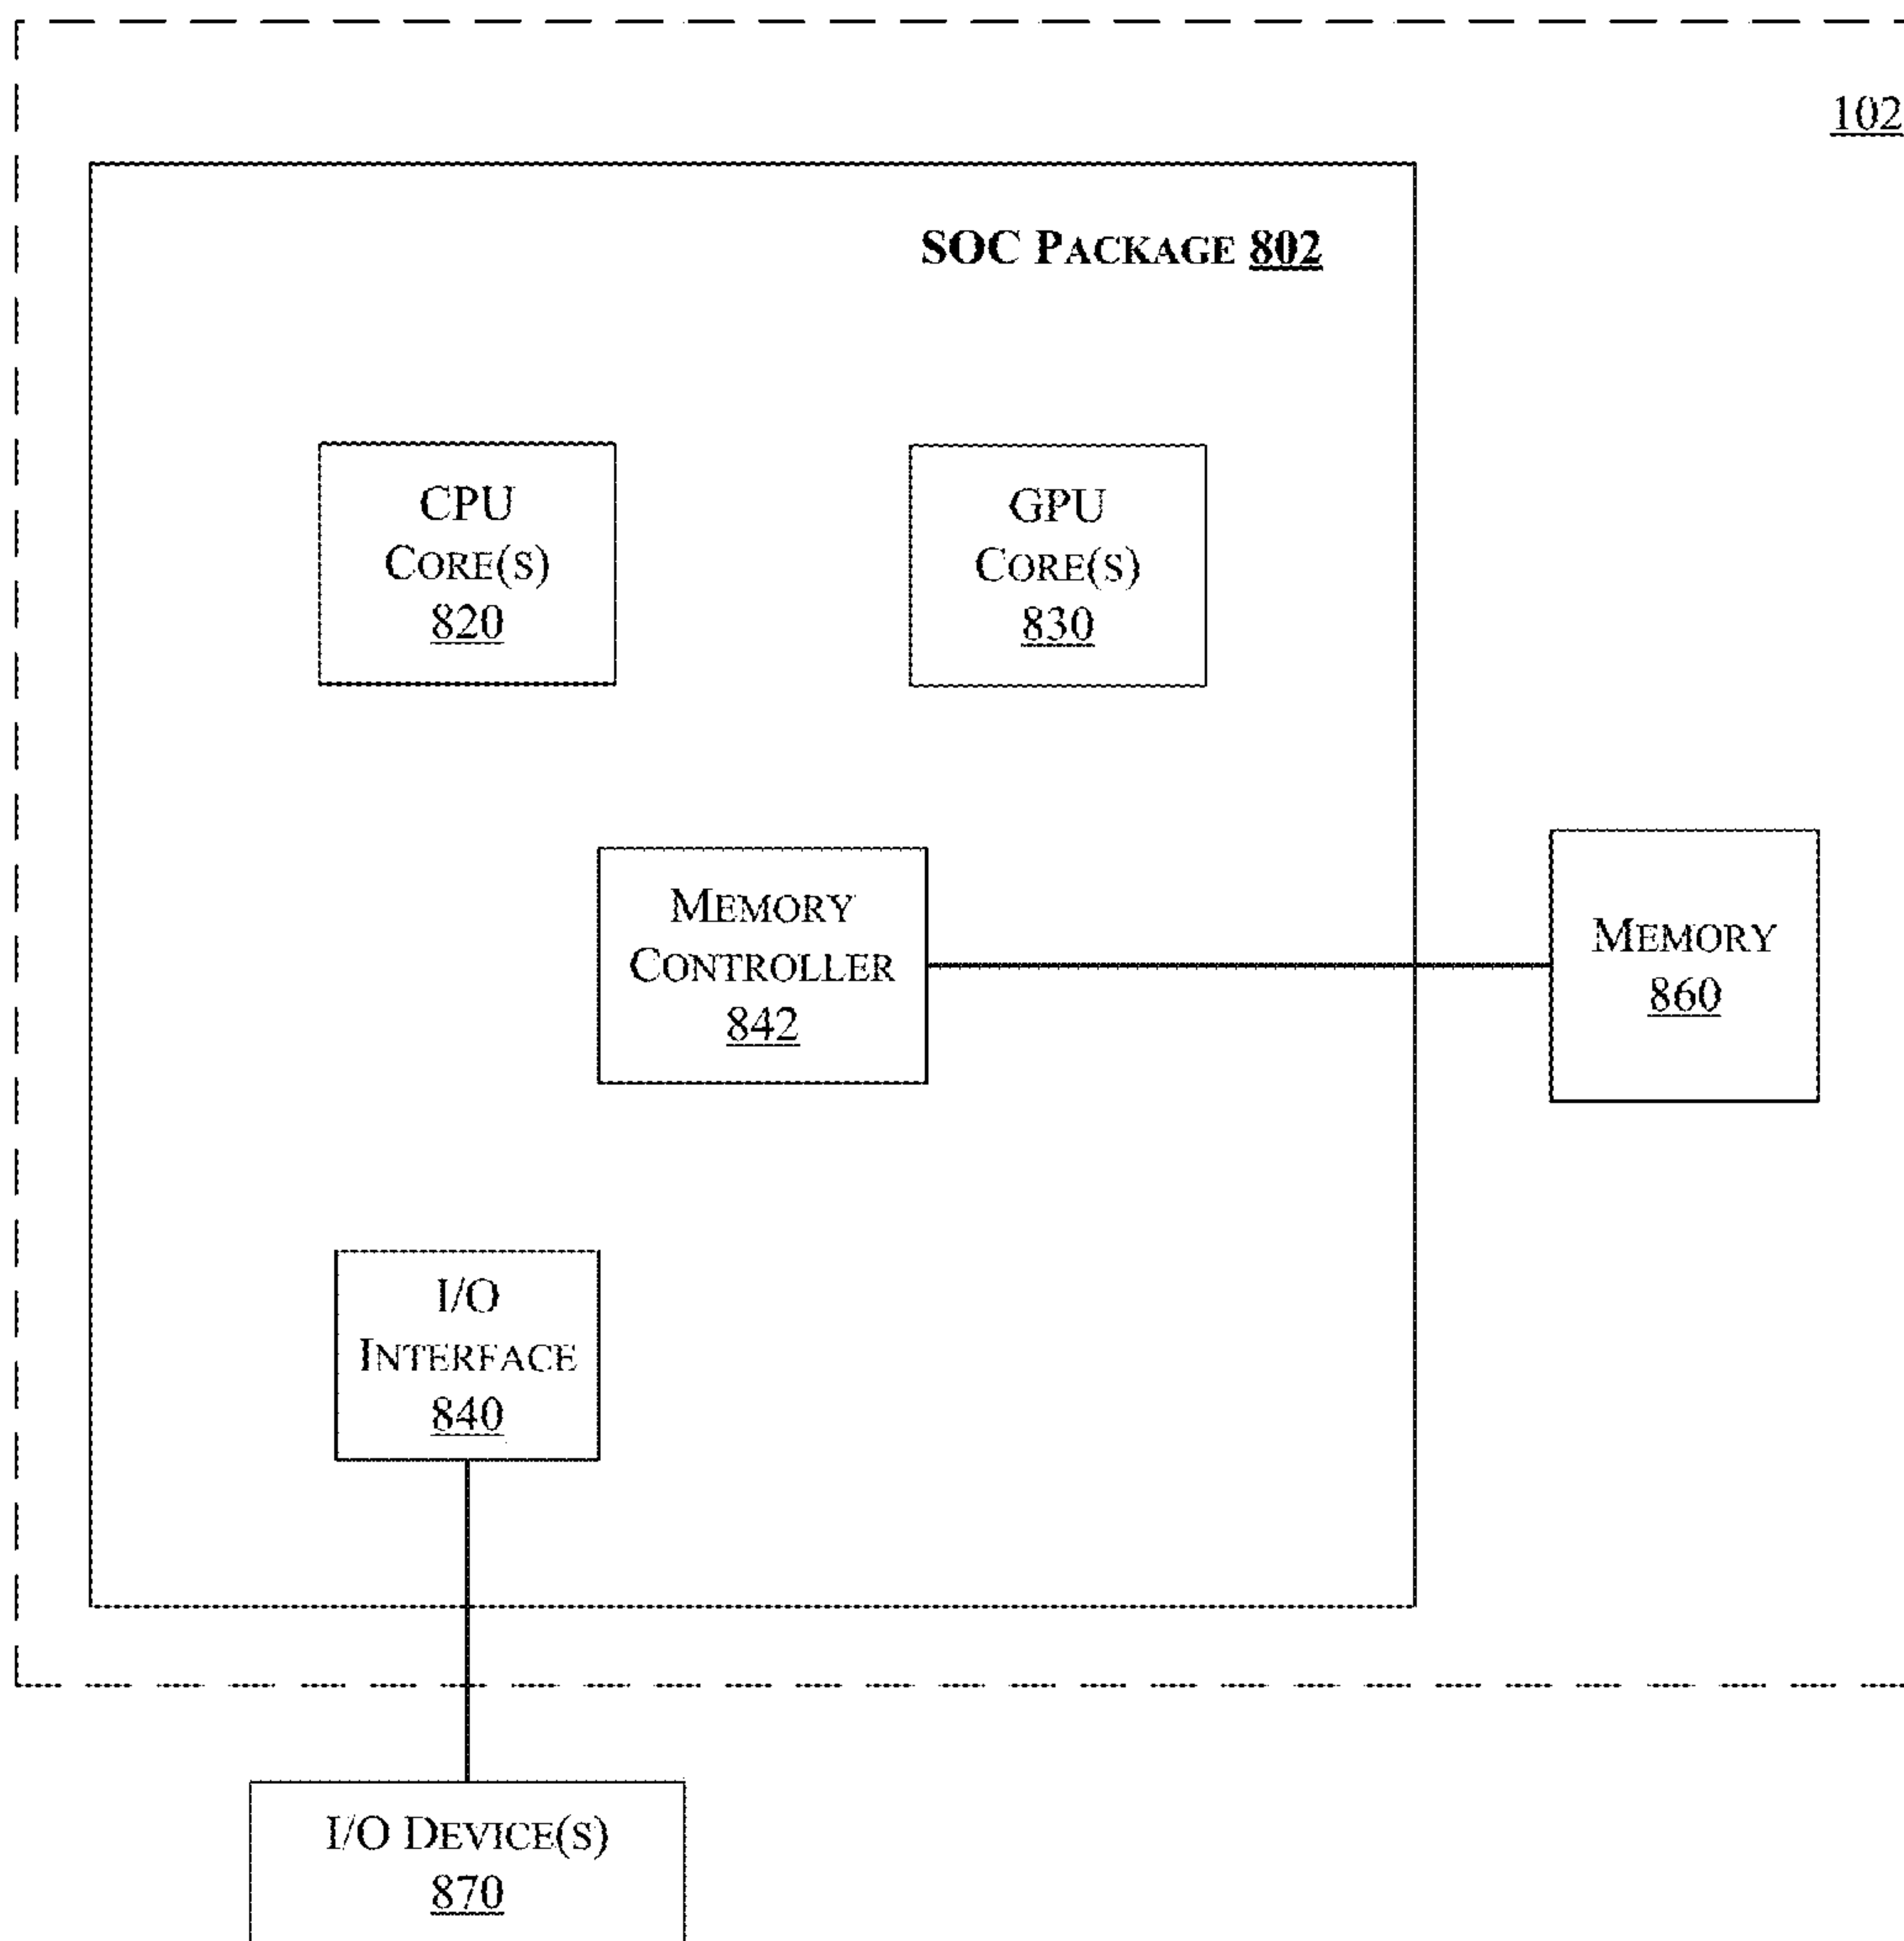 102
SOC PACKAGE 802
CPU
CORE(S)
820
GPU
CORE(S)
830
MEMORY
CONTROLLER
842
MEMORY
860
I/O
INTERFACE
840
I/O DEVICE(S)
870